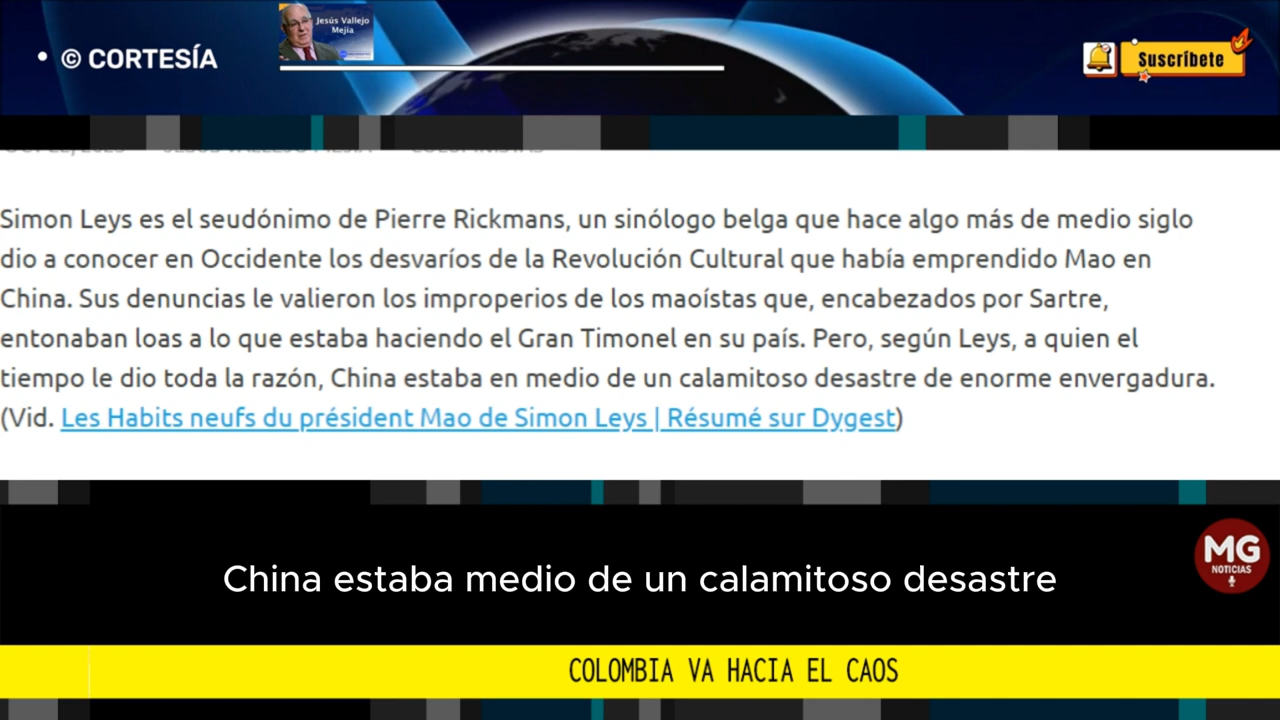 • © CORTESÍA
Jesús Vallejo
Mejía
Suscríbete
Simon Leys es el seudónimo de Pierre Rickmans, un sinólogo belga que hace algo más de medio siglo
dio a conocer en Occidente los desvaríos de la Revolución Cultural que había emprendido Mao en
China. Sus denuncias le valieron los improperios de los maoístas que, encabezados por Sartre,
entonaban loas a lo que estaba haciendo el Gran Timonel en su país. Pero, según Leys, a quien el
tiempo le dio toda la razón, China estaba en medio de un calamitoso desastre de enorme envergadura.
(Vid. Les Habits neufs du président Mao de Simon Leys | Résumé sur Dygest)
MG
NOTICIAS
China estaba medio de un calamitoso desastre
COLOMBIA VA HACIA EL CAOS